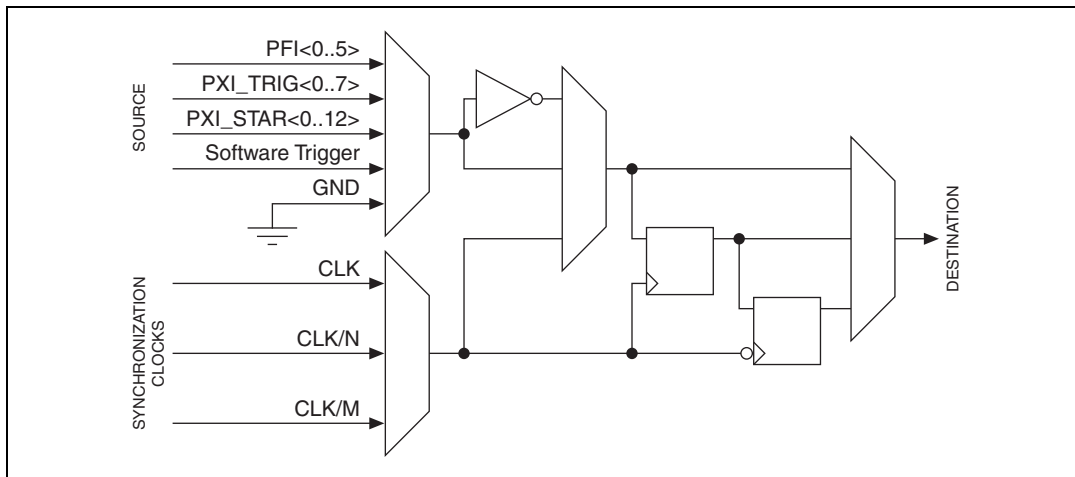 SOURCE
PFI<0..5>
PXI_TRIG<0..7>
PXI_STAR<0..12>
Software Trigger
GND
SYNCHRONIZATION
CLOCKS
CLK
CLK/N
CLK/M
DESTINATION